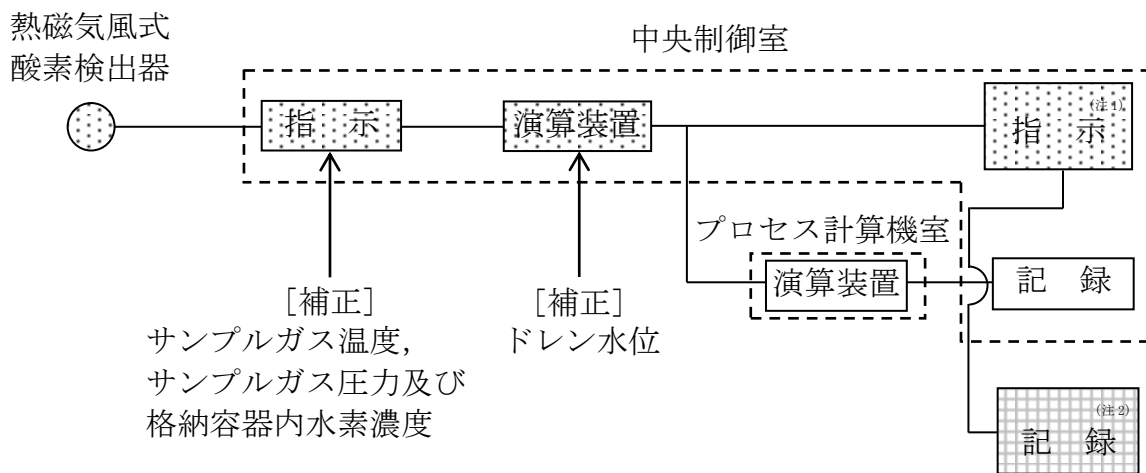 熱磁気風式
酸素検出器
中央制御室
指 示
演算装置
(注1)
指 示
プロセス計算機室
演算装置
記 録
[補正]
サンプルガス温度,
サンプルガス圧力及び
格納容器内水素濃度
[補正]
ドレン水位
(注2)
記 録